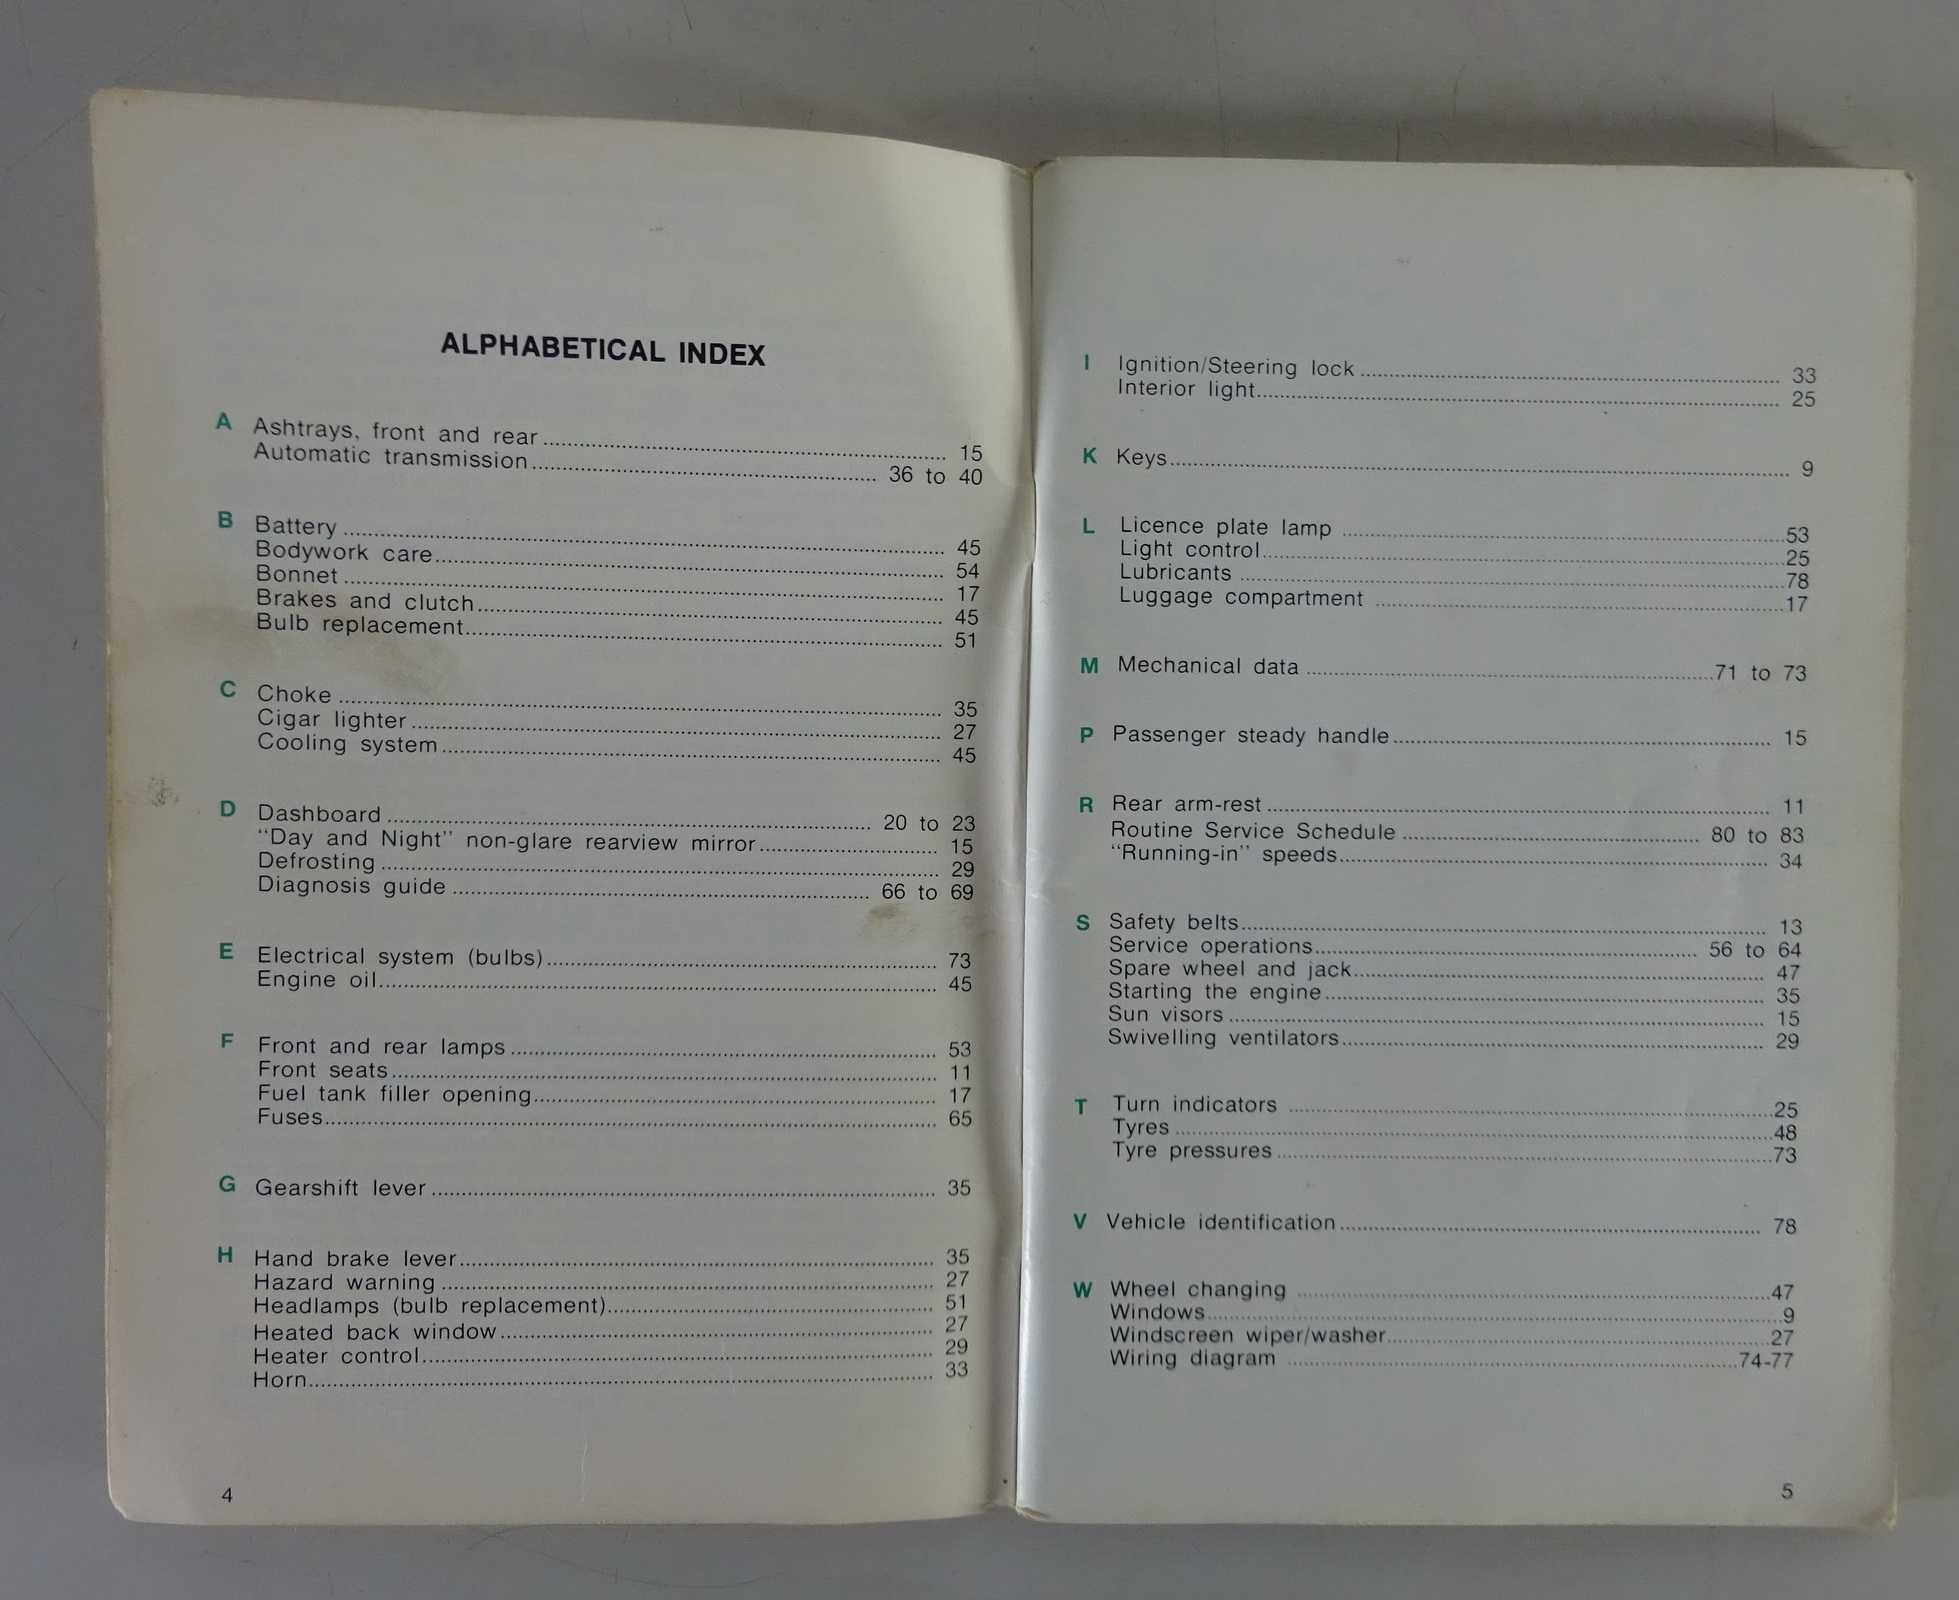 ALPHABETICAL INDEX
A Ashtrays, front and rear 15
Automatic transmission 36 to 40
B Battery 45
Bodywork care 54
Bonnet 17
Brakes and clutch 45
Bulb replacement 51
C Choke 35
Cigar lighter 27
Cooling system 45
D Dashboard 20 to 23
“Day and Night” non-glare rearview mirror 15
Defrosting 29
Diagnosis guide 66 to 69
E Electrical system (bulbs) 73
Engine oil 45
F Front and rear lamps 53
Front seats 11
Fuel tank filler opening 17
Fuses 65
G Gearshift lever 35
H Hand brake lever 35
Hazard warning 27
Headlamps (bulb replacement) 51
Heated back window 27
Heater control 29
Horn 33
4
I Ignition/Steering lock 33
Interior light 25
K Keys 9
L Licence plate lamp 53
Light control 25
Lubricants 78
Luggage compartment 17
M Mechanical data 71 to 73
P Passenger steady handle 15
R Rear arm-rest 11
Routine Service Schedule 80 to 83
“Running-in” speeds 34
S Safety belts 13
Service operations 56 to 64
Spare wheel and jack 47
Starting the engine 35
Sun visors 15
Swivelling ventilators 29
T Turn indicators 25
Tyres 48
Tyre pressures 73
V Vehicle identification 78
W Wheel changing 47
Windows 9
Windscreen wiper/washer 27
Wiring diagram 74-77
5